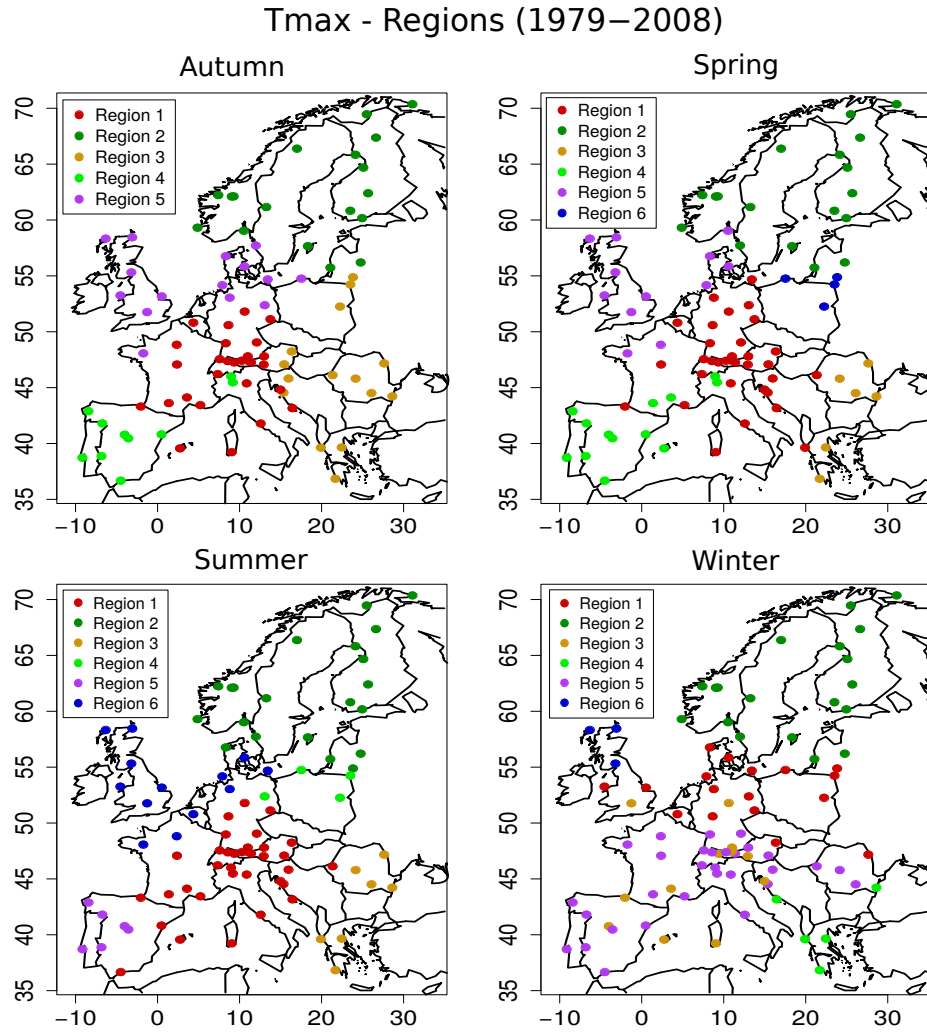 Tmax - Regions (1979−2008)
Autumn
Region 1
Region 2
Region 3
Region 4
Region 5
70
65
60
55
50
45
40
35
−10 0 10 20 30
Spring
Region 1
Region 2
Region 3
Region 4
Region 5
Region 6
70
65
60
55
50
45
40
35
−10 0 10 20 30
Summer
Region 1
Region 2
Region 3
Region 4
Region 5
Region 6
70
65
60
55
50
45
40
35
−10 0 10 20 30
Winter
Region 1
Region 2
Region 3
Region 4
Region 5
Region 6
70
65
60
55
50
45
40
35
−10 0 10 20 30